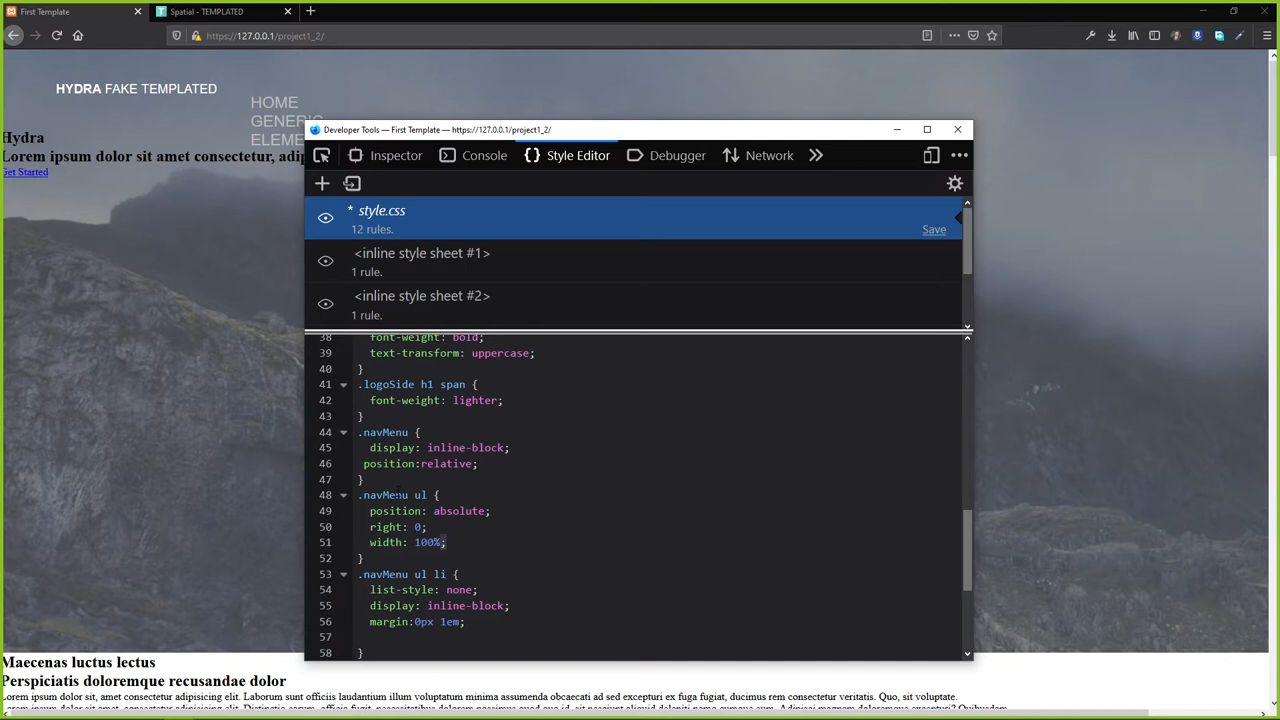 First Template
Spatial - TEMPLATED
https://127.0.0.1/project1_2/
HYDRA FAKE TEMPLATED
HOME
GENERIC
ELEME
Hydra
Lorem ipsum dolor sit amet consectetur, adip
Get Started
Developer Tools — First Template — https://127.0.0.1/project1_2/
Inspector
Console
{} Style Editor
Debugger
Network
* style.css
12 rules.
Save
<inline style sheet #1>
1 rule.
<inline style sheet #2>
1 rule.
38 font-weight: bold;
39 text-transform: uppercase;
40 }
41 .logoSide h1 span {
42 font-weight: lighter;
43 }
44 .navMenu {
45 display: inline-block;
46 position:relative;
47 }
48 .navMenu ul {
49 position: absolute;
50 right: 0;
51 width: 100%;
52 }
53 .navMenu ul li {
54 list-style: none;
55 display: inline-block;
56 margin:0px 1em;
57
58 }
Maecenas luctus lectus
Perspiciatis doloremque recusandae dolor
Lorem ipsum dolor sit, amet consectetur adipisicing elit. Laborum sunt officiis laudantium illum voluptatum minima assumenda obcaecati ad sed excepturi ex fuga fugiat, ducimus rem consectetur veritatis. Quo, sit voluptate.